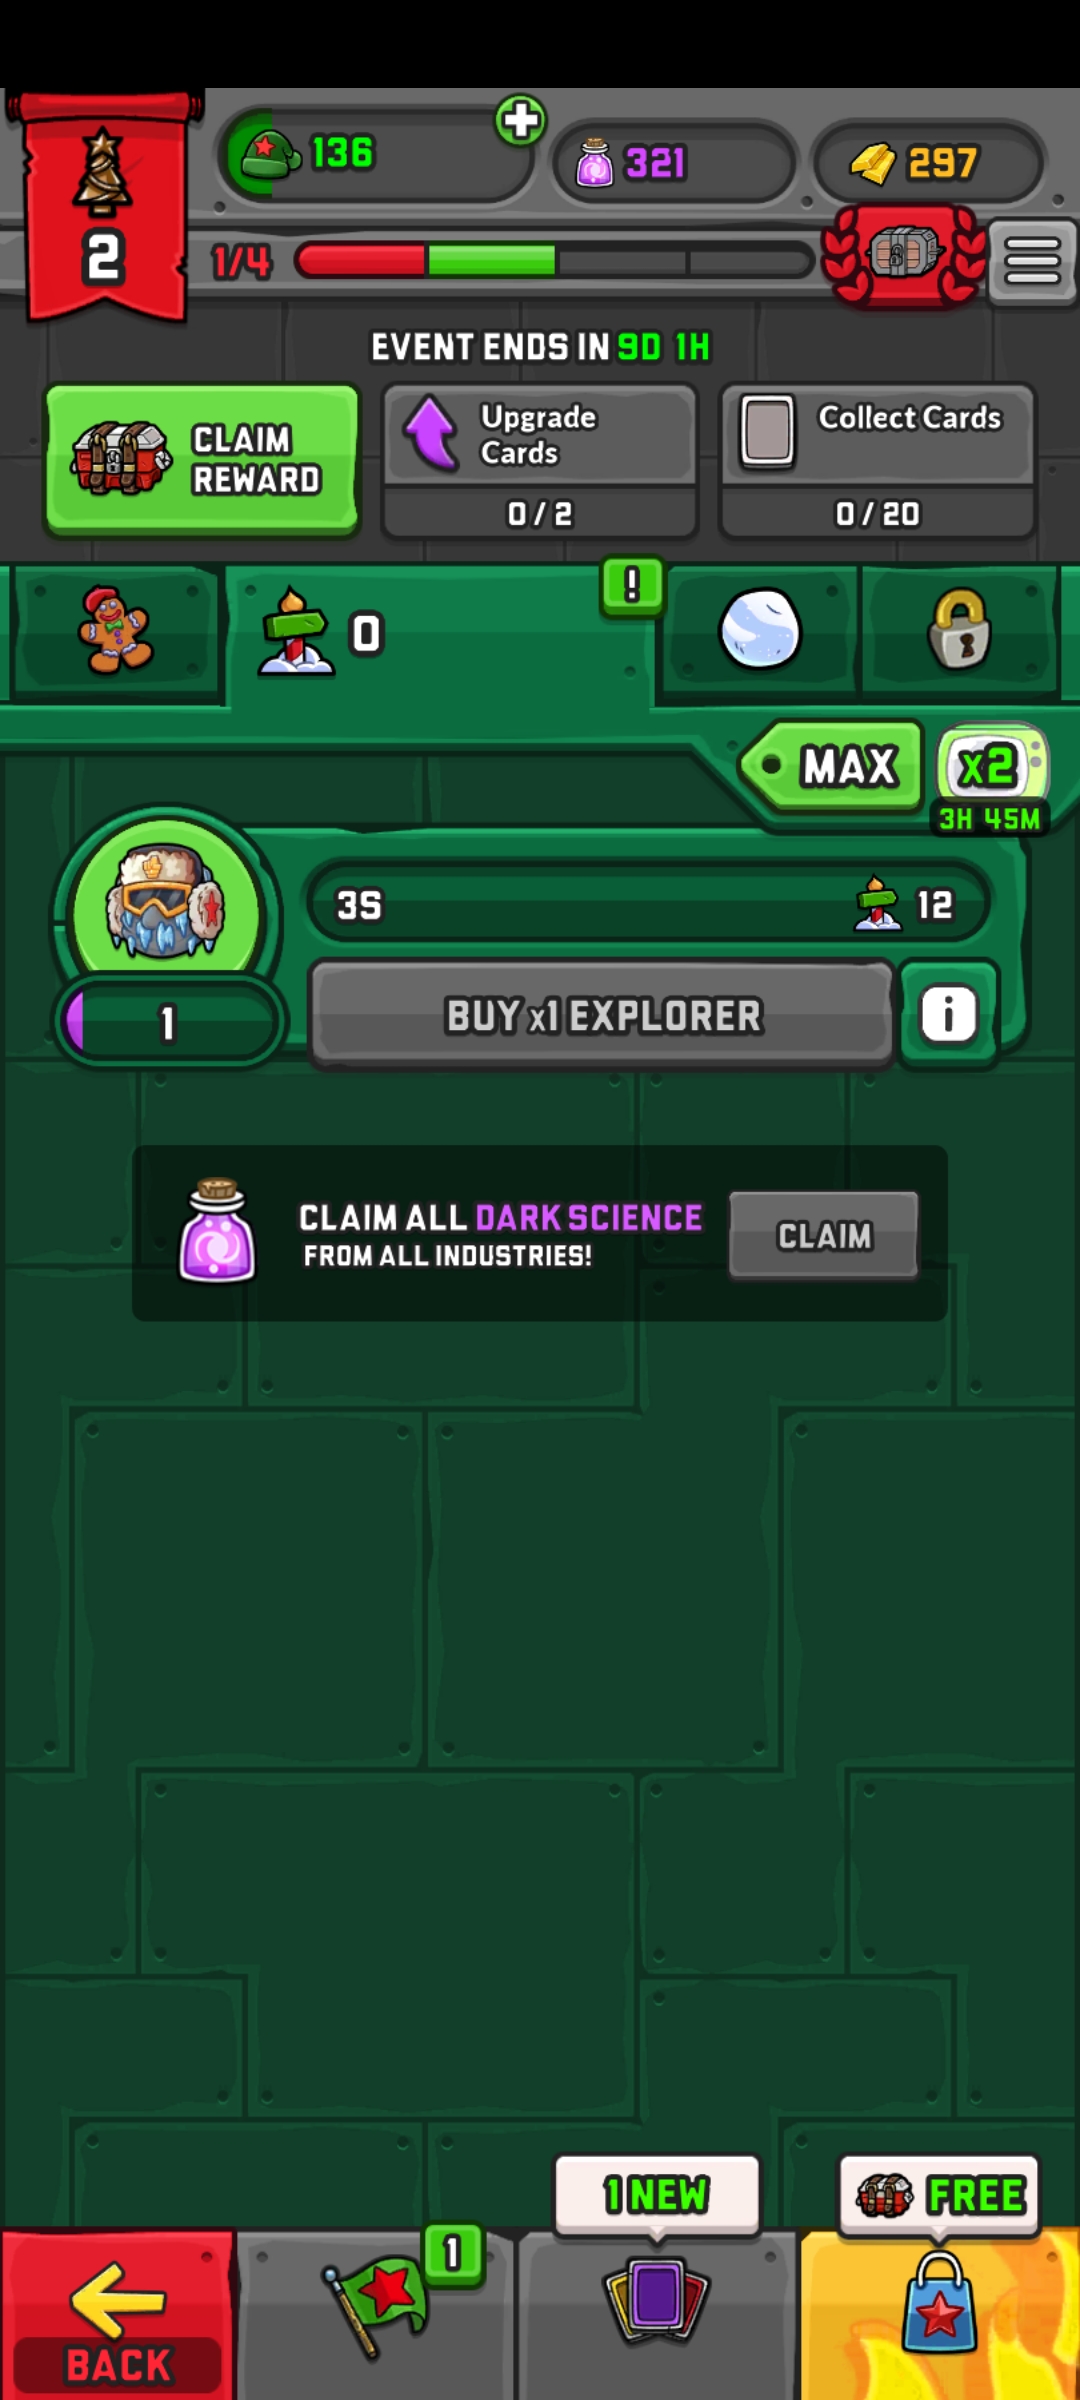 136
321
297
2
1/4
EVENT ENDS IN 9D 1H
CLAIM
REWARD
Upgrade
Cards
0 / 2
Collect Cards
0 / 20
0
!
MAX
x2
3H 45M
3S
12
1
BUY x1 EXPLORER
i
CLAIM ALL DARK SCIENCE
FROM ALL INDUSTRIES!
CLAIM
1 NEW
FREE
1
BACK